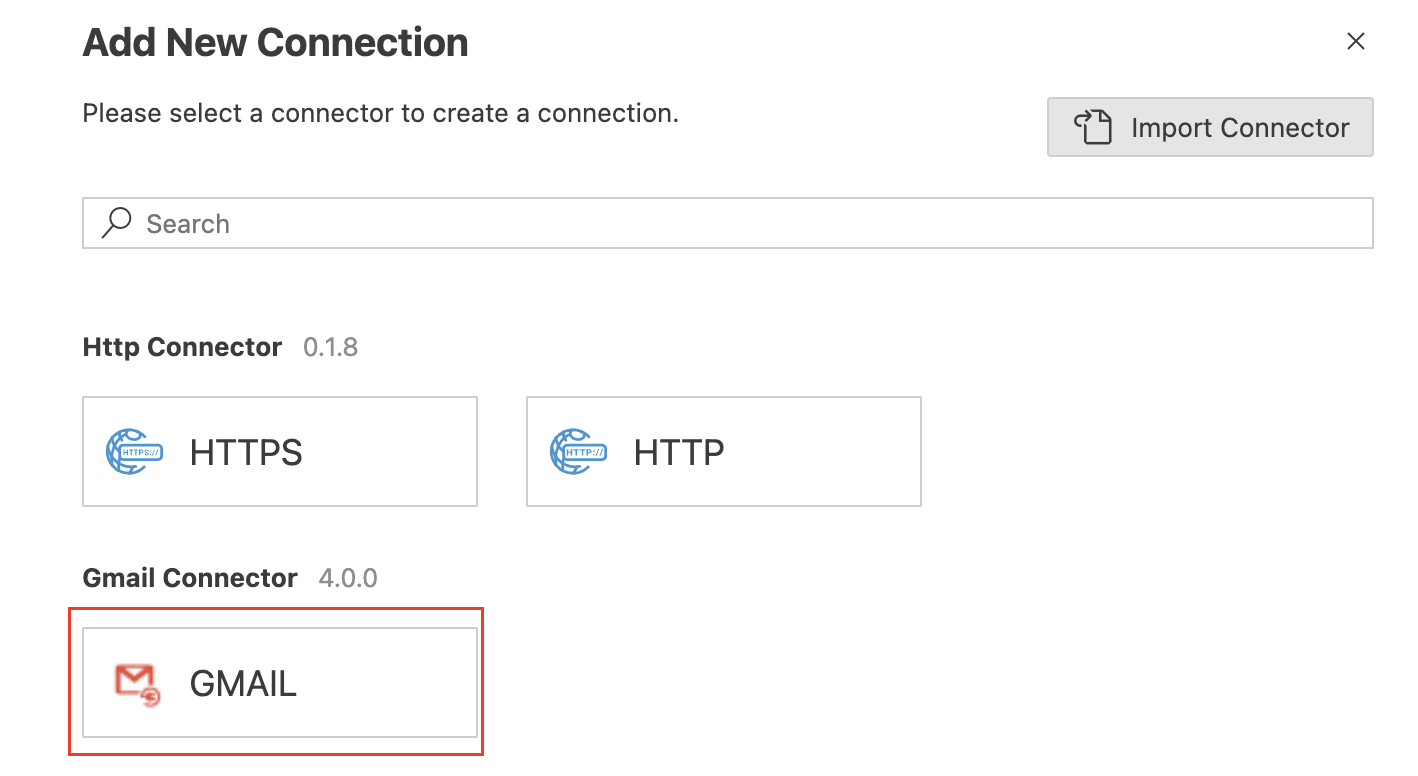 Add New Connection
Please select a connector to create a connection.
Import Connector
Search
Http Connector 0.1.8
HTTPS:// HTTPS
HTTP:// HTTP
Gmail Connector 4.0.0
GMAIL